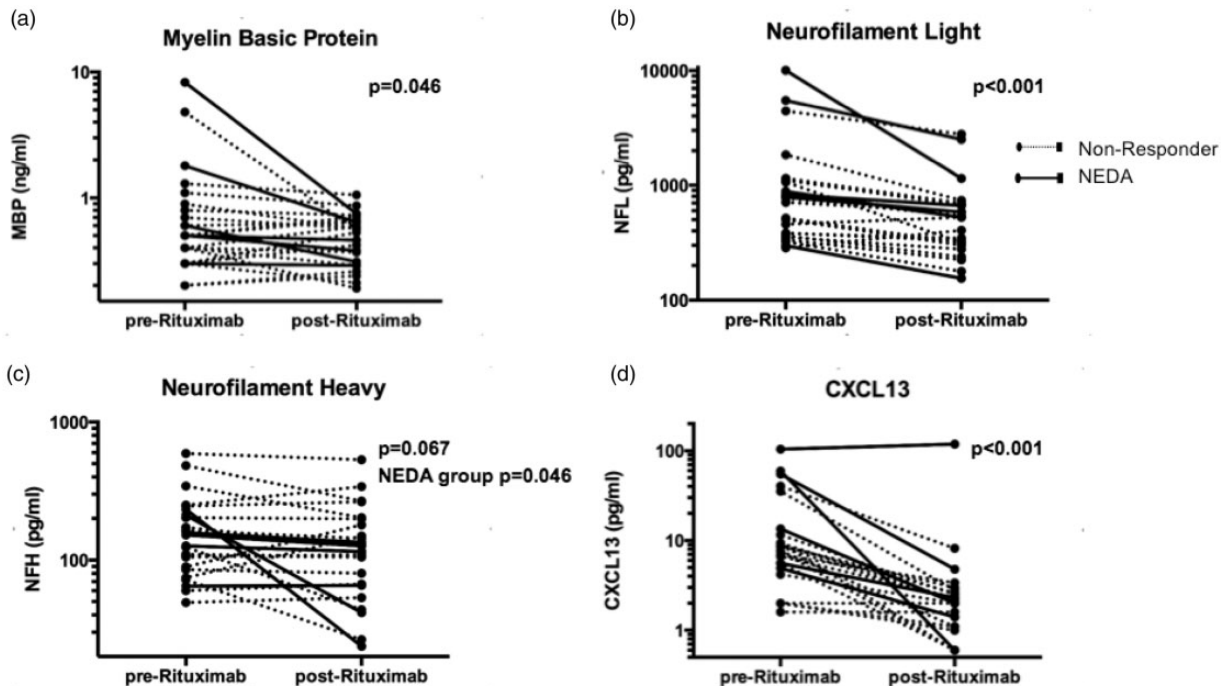 (a)
Myelin Basic Protein
10
1
MBP (ng/ml)
p=0.046
pre-Rituximab
post-Rituximab
(b)
Neurofilament Light
10000
1000
100
NFL (pg/ml)
p<0.001
Non-Responder
NEDA
pre-Rituximab
post-Rituximab
(c)
Neurofilament Heavy
1000
100
NFH (pg/ml)
p=0.067
NEDA group p=0.046
pre-Rituximab
post-Rituximab
(d)
CXCL13
100
10
1
CXCL13 (pg/ml)
p<0.001
pre-Rituximab
post-Rituximab